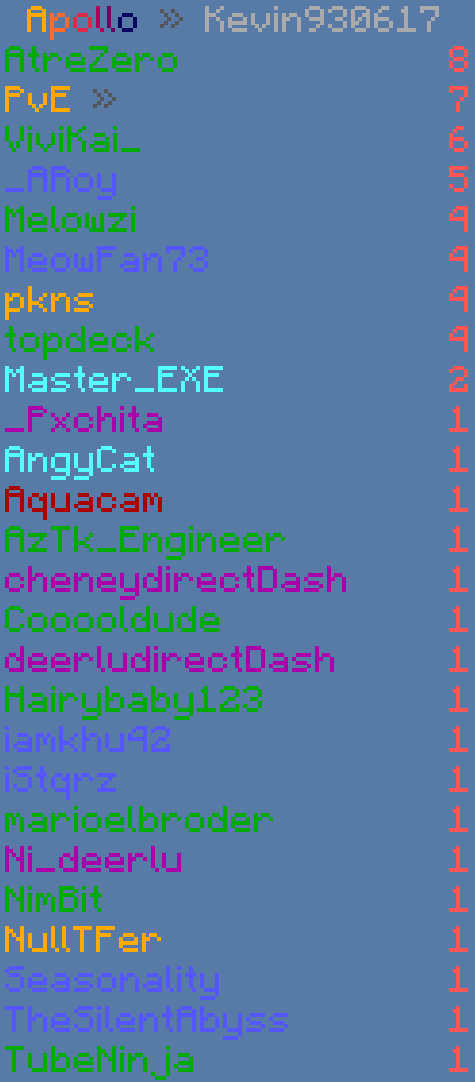 Apollo » Kevin930617
AtreZero 8
PvE » 7
ViviKai_ 6
_ARoy 5
Melowzi 4
MeowFan73 4
pkns 4
topdeck 4
Master_EXE 2
_Pxchita 1
AngyCat 1
Aquacam 1
AzTk_Engineer 1
cheneydirectDash 1
Cooooldude 1
deerludirectDash 1
Hairybaby123 1
iamkhu42 1
iStqrz 1
marioelbroder 1
Ni_deerlu 1
NimBit 1
NullTFer 1
Seasonality 1
TheSilentAbyss 1
TubeNinja 1